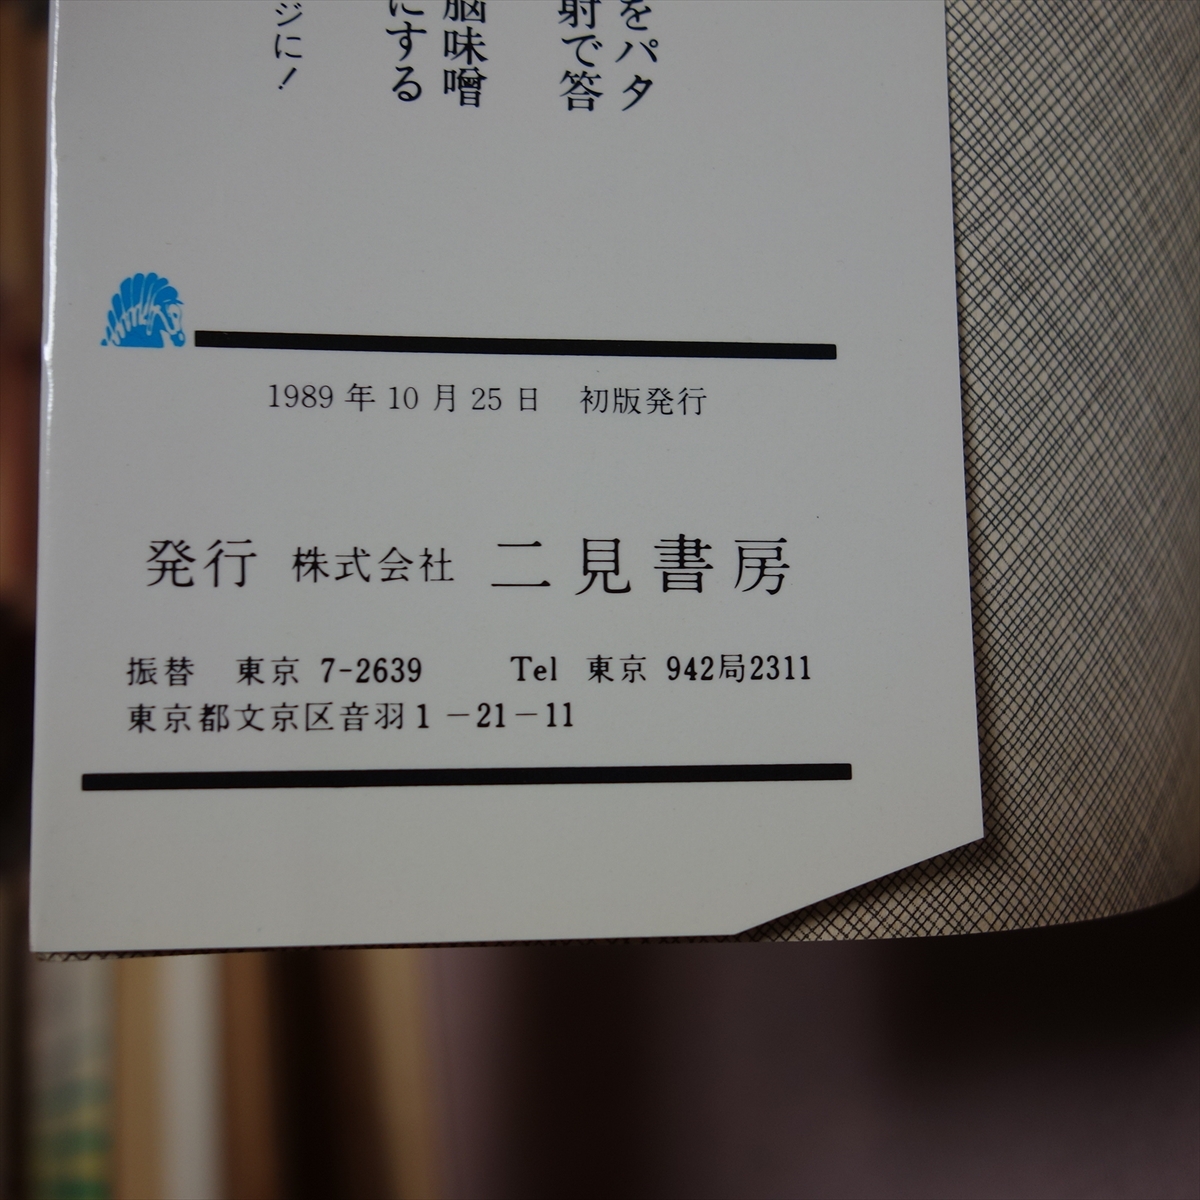 をパタ
射で答
脳味噌
にする
ジに!
1989年10月25日 初版発行
発行 株式会社 二見書房
振替 東京 7-2639 Tel 東京 942局2311
東京都文京区音羽1-21-11